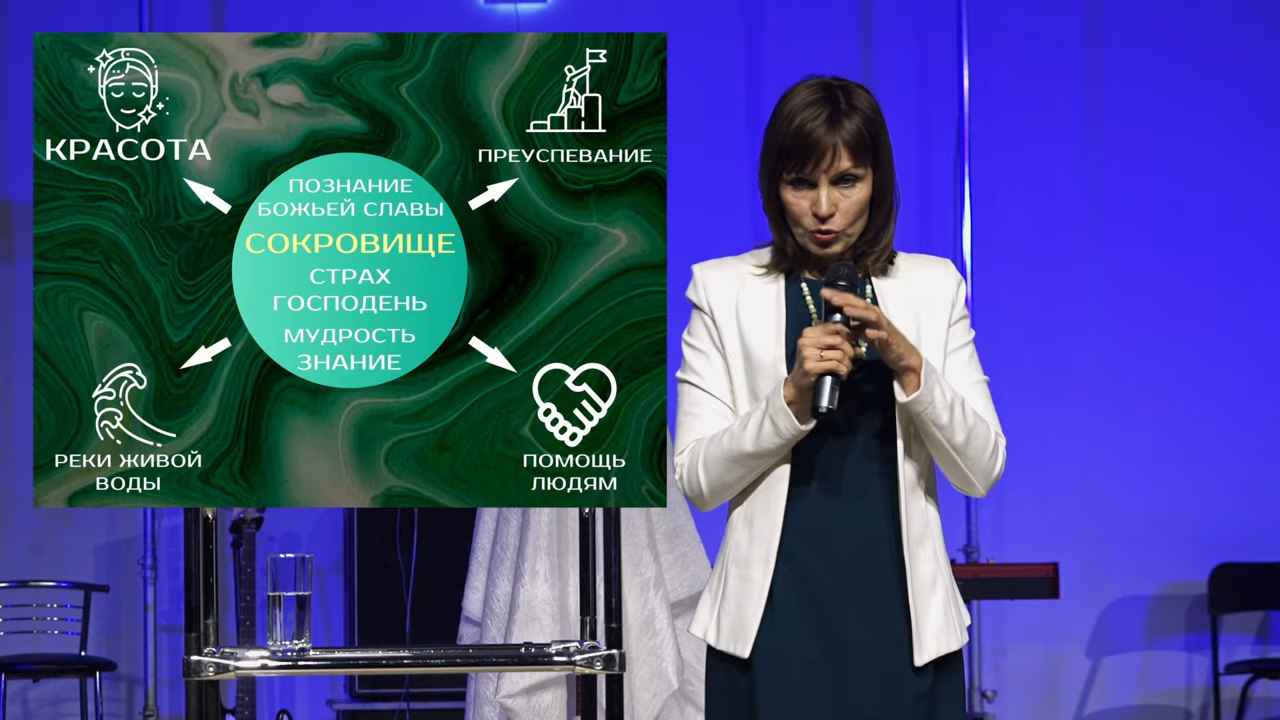 КРАСОТА
ПРЕУСПЕВАНИЕ
ПОЗНАНИЕ
БОЖЬЕЙ СЛАВЫ
СОКРОВИЩЕ
СТРАХ
ГОСПОДЕНЬ
МУДРОСТЬ
ЗНАНИЕ
РЕКИ ЖИВОЙ
ВОДЫ
ПОМОЩЬ
ЛЮДЯМ